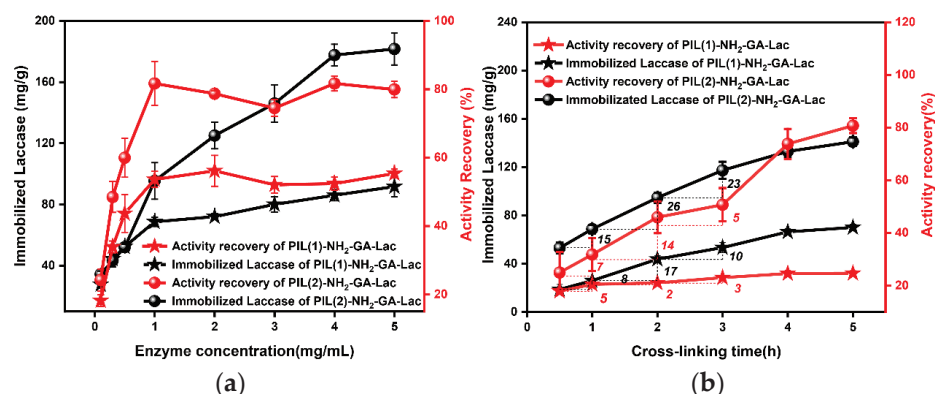 (a)
200
160
120
80
40
Immobilized Laccase (mg/g)
100
80
60
40
20
Activity Recovery (%)
Activity recovery of PIL(1)-NH2-GA-Lac
Immobilized Laccase of PIL(1)-NH2-GA-Lac
Activity recovery of PIL(2)-NH2-GA-Lac
Immobilized Laccase of PIL(2)-NH2-GA-Lac
0 1 2 3 4 5
Enzyme concentration(mg/mL)
(a)
(b)
240
200
160
120
80
40
0
Immobilized Laccase (mg/g)
120
100
80
60
40
20
Activity recovery(%)
Activity recovery of PIL(1)-NH2-GA-Lac
Immobilized Laccase of PIL(1)-NH2-GA-Lac
Activity recovery of PIL(2)-NH2-GA-Lac
Immobilizated Laccase of PIL(2)-NH2-GA-Lac
15 26 23
7 14 5
8 17 10
5 2 3
0 1 2 3 4 5
Cross-linking time(h)
(b)